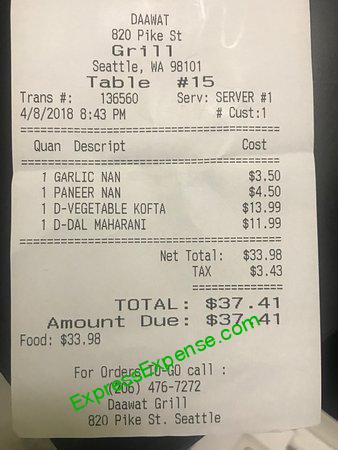 DAAWAT
820 Pike St
Grill
Seattle, WA 98101
Table #15
Trans #: 136560 Serv: SERVER #1
4/8/2018 8:43 PM # Cust:1
Quan Descript Cost
1 GARLIC NAN $3.50
1 PANEER NAN $4.50
1 D-VEGETABLE KOFTA $13.99
1 D-DAL MAHARANI $11.99
Net Total: $33.98
TAX $3.43
TOTAL: $37.41
Amount Due: $37.41
Food: $33.98
For Orders TO-GO call :
(206) 476-7272
Daawat Grill
820 Pike St. Seattle
ExpressExpense.com